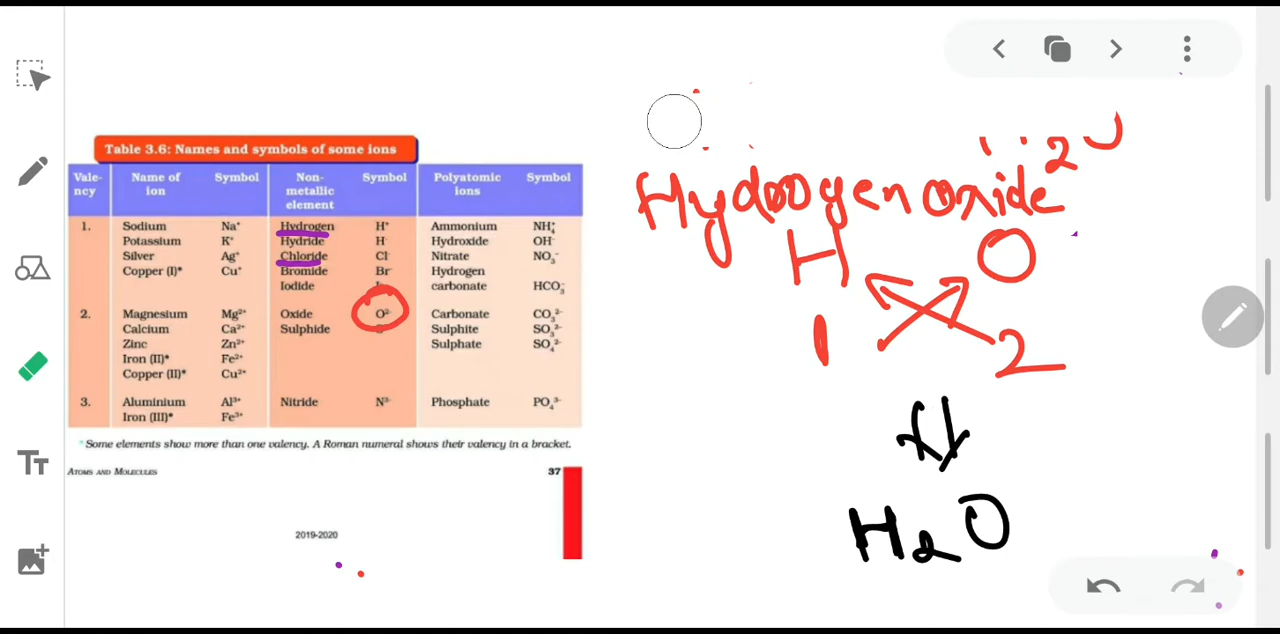 Table 3.6: Names and symbols of some ions
Vale- Name of Symbol Non- Symbol Polyatomic Symbol
ncy ion metallic ions
element
1. Sodium Na⁺ Hydrogen H⁺ Ammonium NH₄⁺
Potassium K⁺ Hydride H⁻ Hydroxide OH⁻
Silver Ag⁺ Chloride Cl⁻ Nitrate NO₃⁻
Copper (I)* Cu⁺ Bromide Br⁻ Hydrogen
Iodide carbonate HCO₃⁻
2. Magnesium Mg²⁺ Oxide O²⁻ Carbonate CO₃²⁻
Calcium Ca²⁺ Sulphide Sulphite SO₃²⁻
Zinc Zn²⁺ Sulphate SO₄²⁻
Iron (II)* Fe²⁺
Copper (II)* Cu²⁺
3. Aluminium Al³⁺ Nitride N³⁻ Phosphate PO₄³⁻
Iron (III)* Fe³⁺
* Some elements show more than one valency. A Roman numeral shows their valency in a bracket.
ATOMS AND MOLECULES 37
2019-2020
Hydrogen oxide 2
H O
1 2
H₂O
TT